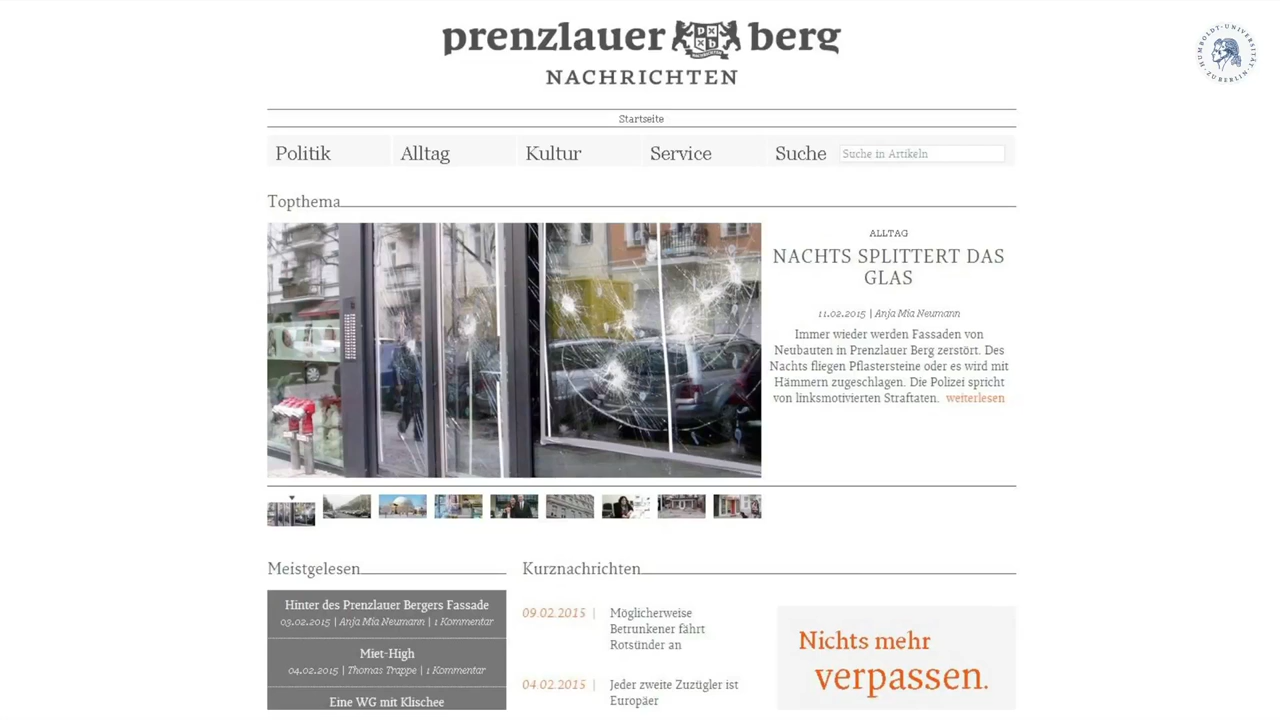 prenzlauer berg
NACHRICHTEN
HUMBOLDT-UNIVERSITÄT ZU BERLIN
Startseite
Politik
Alltag
Kultur
Service
Suche
Suche in Artikeln
Topthema
ALLTAG
NACHTS SPLITTERT DAS
GLAS
11.02.2015 | Anja Mia Neumann
Immer wieder werden Fassaden von
Neubauten in Prenzlauer Berg zerstört. Des
Nachts fliegen Pflastersteine oder es wird mit
Hämmern zugeschlagen. Die Polizei spricht
von linksmotivierten Straftaten. weiterlesen
Meistgelesen
Hinter des Prenzlauer Bergers Fassade
03.02.2015 | Anja Mia Neumann | 1 Kommentar
Miet-High
04.02.2015 | Thomas Trappe | 1 Kommentar
Eine WG mit Klischee
Kurznachrichten
09.02.2015 |
Möglicherweise
Betrunkener fährt
Rotsünder an
04.02.2015 |
Jeder zweite Zuzügler ist
Europäer
Nichts mehr
verpassen.